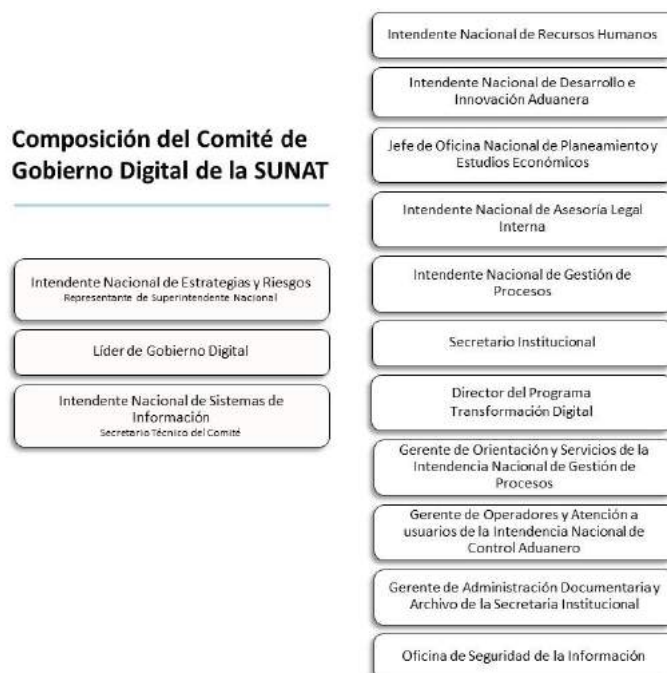 Composición del Comité de
Gobierno Digital de la SUNAT
Intendente Nacional de Estrategias y Riesgos
Representante de Superintendente Nacional
Líder de Gobierno Digital
Intendente Nacional de Sistemas de
Información
Secretario Técnico del Comité
Intendente Nacional de Recursos Humanos
Intendente Nacional de Desarrollo e
Innovación Aduanera
Jefe de Oficina Nacional de Planeamiento y
Estudios Económicos
Intendente Nacional de Asesoría Legal
Interna
Intendente Nacional de Gestión de
Procesos
Secretario Institucional
Director del Programa
Transformación Digital
Gerente de Orientación y Servicios de la
Intendencia Nacional de Gestión de
Procesos
Gerente de Operadores y Atención a
usuarios de la Intendencia Nacional de
Control Aduanero
Gerente de Administración Documentaria y
Archivo de la Secretaria Institucional
Oficina de Seguridad de la Información